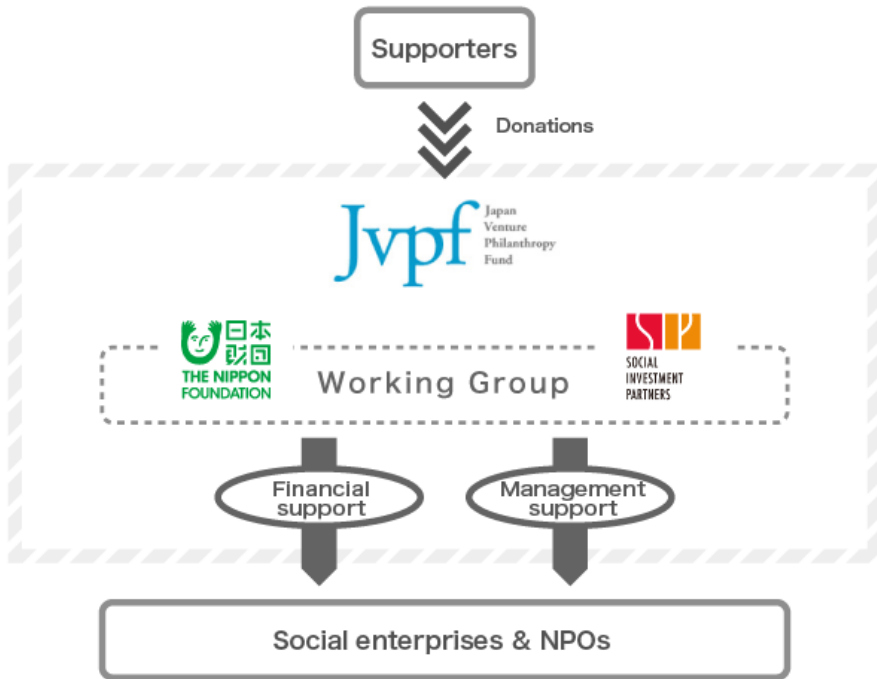 Supporters
Donations
Jvpf
Japan
Venture
Philanthropy
Fund
日本
財団
THE NIPPON
FOUNDATION
Working Group
SIP
SOCIAL
INVESTMENT
PARTNERS
Financial
support
Management
support
Social enterprises & NPOs